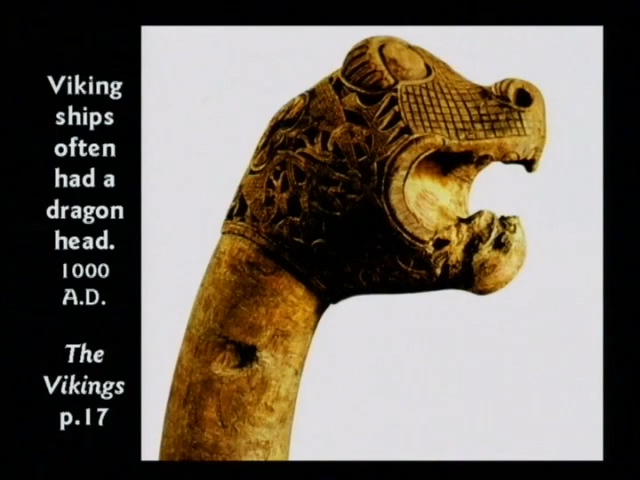 Viking
ships
often
had a
dragon
head.
1000
A.D.
The
Vikings
p.17